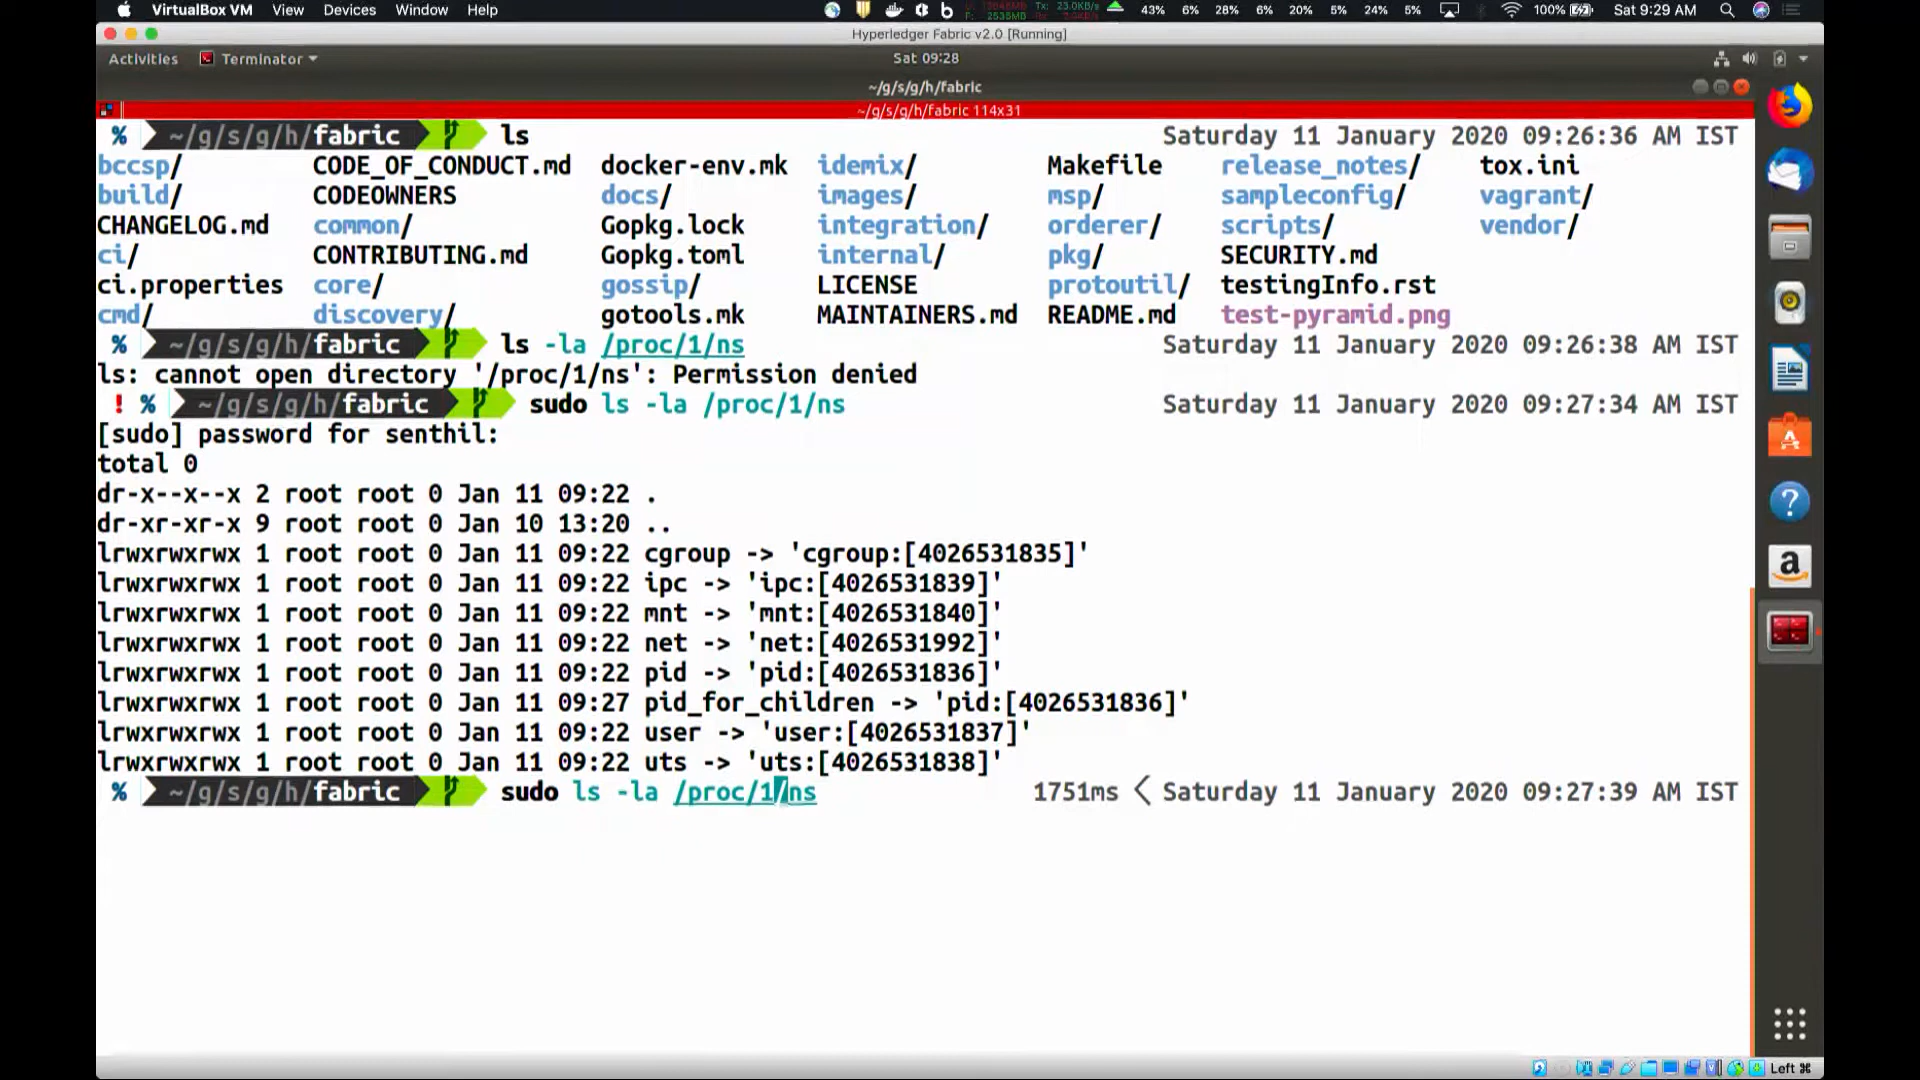 VirtualBox VM View Devices Window Help 43% 6% 28% 6% 20% 5% 24% 5% 100% Sat 9:29 AM
Hyperledger Fabric v2.0 [Running]
Activities Terminator Sat 09:28
~/g/s/g/h/fabric
~/g/s/g/h/fabric 114x31
% ~/g/s/g/h/fabric ls Saturday 11 January 2020 09:26:36 AM IST
bccsp/ CODE_OF_CONDUCT.md docker-env.mk idemix/ Makefile release_notes/ tox.ini
build/ CODEOWNERS docs/ images/ msp/ sampleconfig/ vagrant/
CHANGELOG.md common/ Gopkg.lock integration/ orderer/ scripts/ vendor/
ci/ CONTRIBUTING.md Gopkg.toml internal/ pkg/ SECURITY.md
ci.properties core/ gossip/ LICENSE protoutil/ testingInfo.rst
cmd/ discovery/ gotools.mk MAINTAINERS.md README.md test-pyramid.png
% ~/g/s/g/h/fabric ls -la /proc/1/ns Saturday 11 January 2020 09:26:38 AM IST
ls: cannot open directory '/proc/1/ns': Permission denied
! % ~/g/s/g/h/fabric sudo ls -la /proc/1/ns Saturday 11 January 2020 09:27:34 AM IST
[sudo] password for senthil:
total 0
dr-x--x--x 2 root root 0 Jan 11 09:22 .
dr-xr-xr-x 9 root root 0 Jan 10 13:20 ..
lrwxrwxrwx 1 root root 0 Jan 11 09:22 cgroup -> 'cgroup:[4026531835]'
lrwxrwxrwx 1 root root 0 Jan 11 09:22 ipc -> 'ipc:[4026531839]'
lrwxrwxrwx 1 root root 0 Jan 11 09:22 mnt -> 'mnt:[4026531840]'
lrwxrwxrwx 1 root root 0 Jan 11 09:22 net -> 'net:[4026531992]'
lrwxrwxrwx 1 root root 0 Jan 11 09:22 pid -> 'pid:[4026531836]'
lrwxrwxrwx 1 root root 0 Jan 11 09:27 pid_for_children -> 'pid:[4026531836]'
lrwxrwxrwx 1 root root 0 Jan 11 09:22 user -> 'user:[4026531837]'
lrwxrwxrwx 1 root root 0 Jan 11 09:22 uts -> 'uts:[4026531838]'
% ~/g/s/g/h/fabric sudo ls -la /proc/1/ns 1751ms < Saturday 11 January 2020 09:27:39 AM IST
Left ⌘